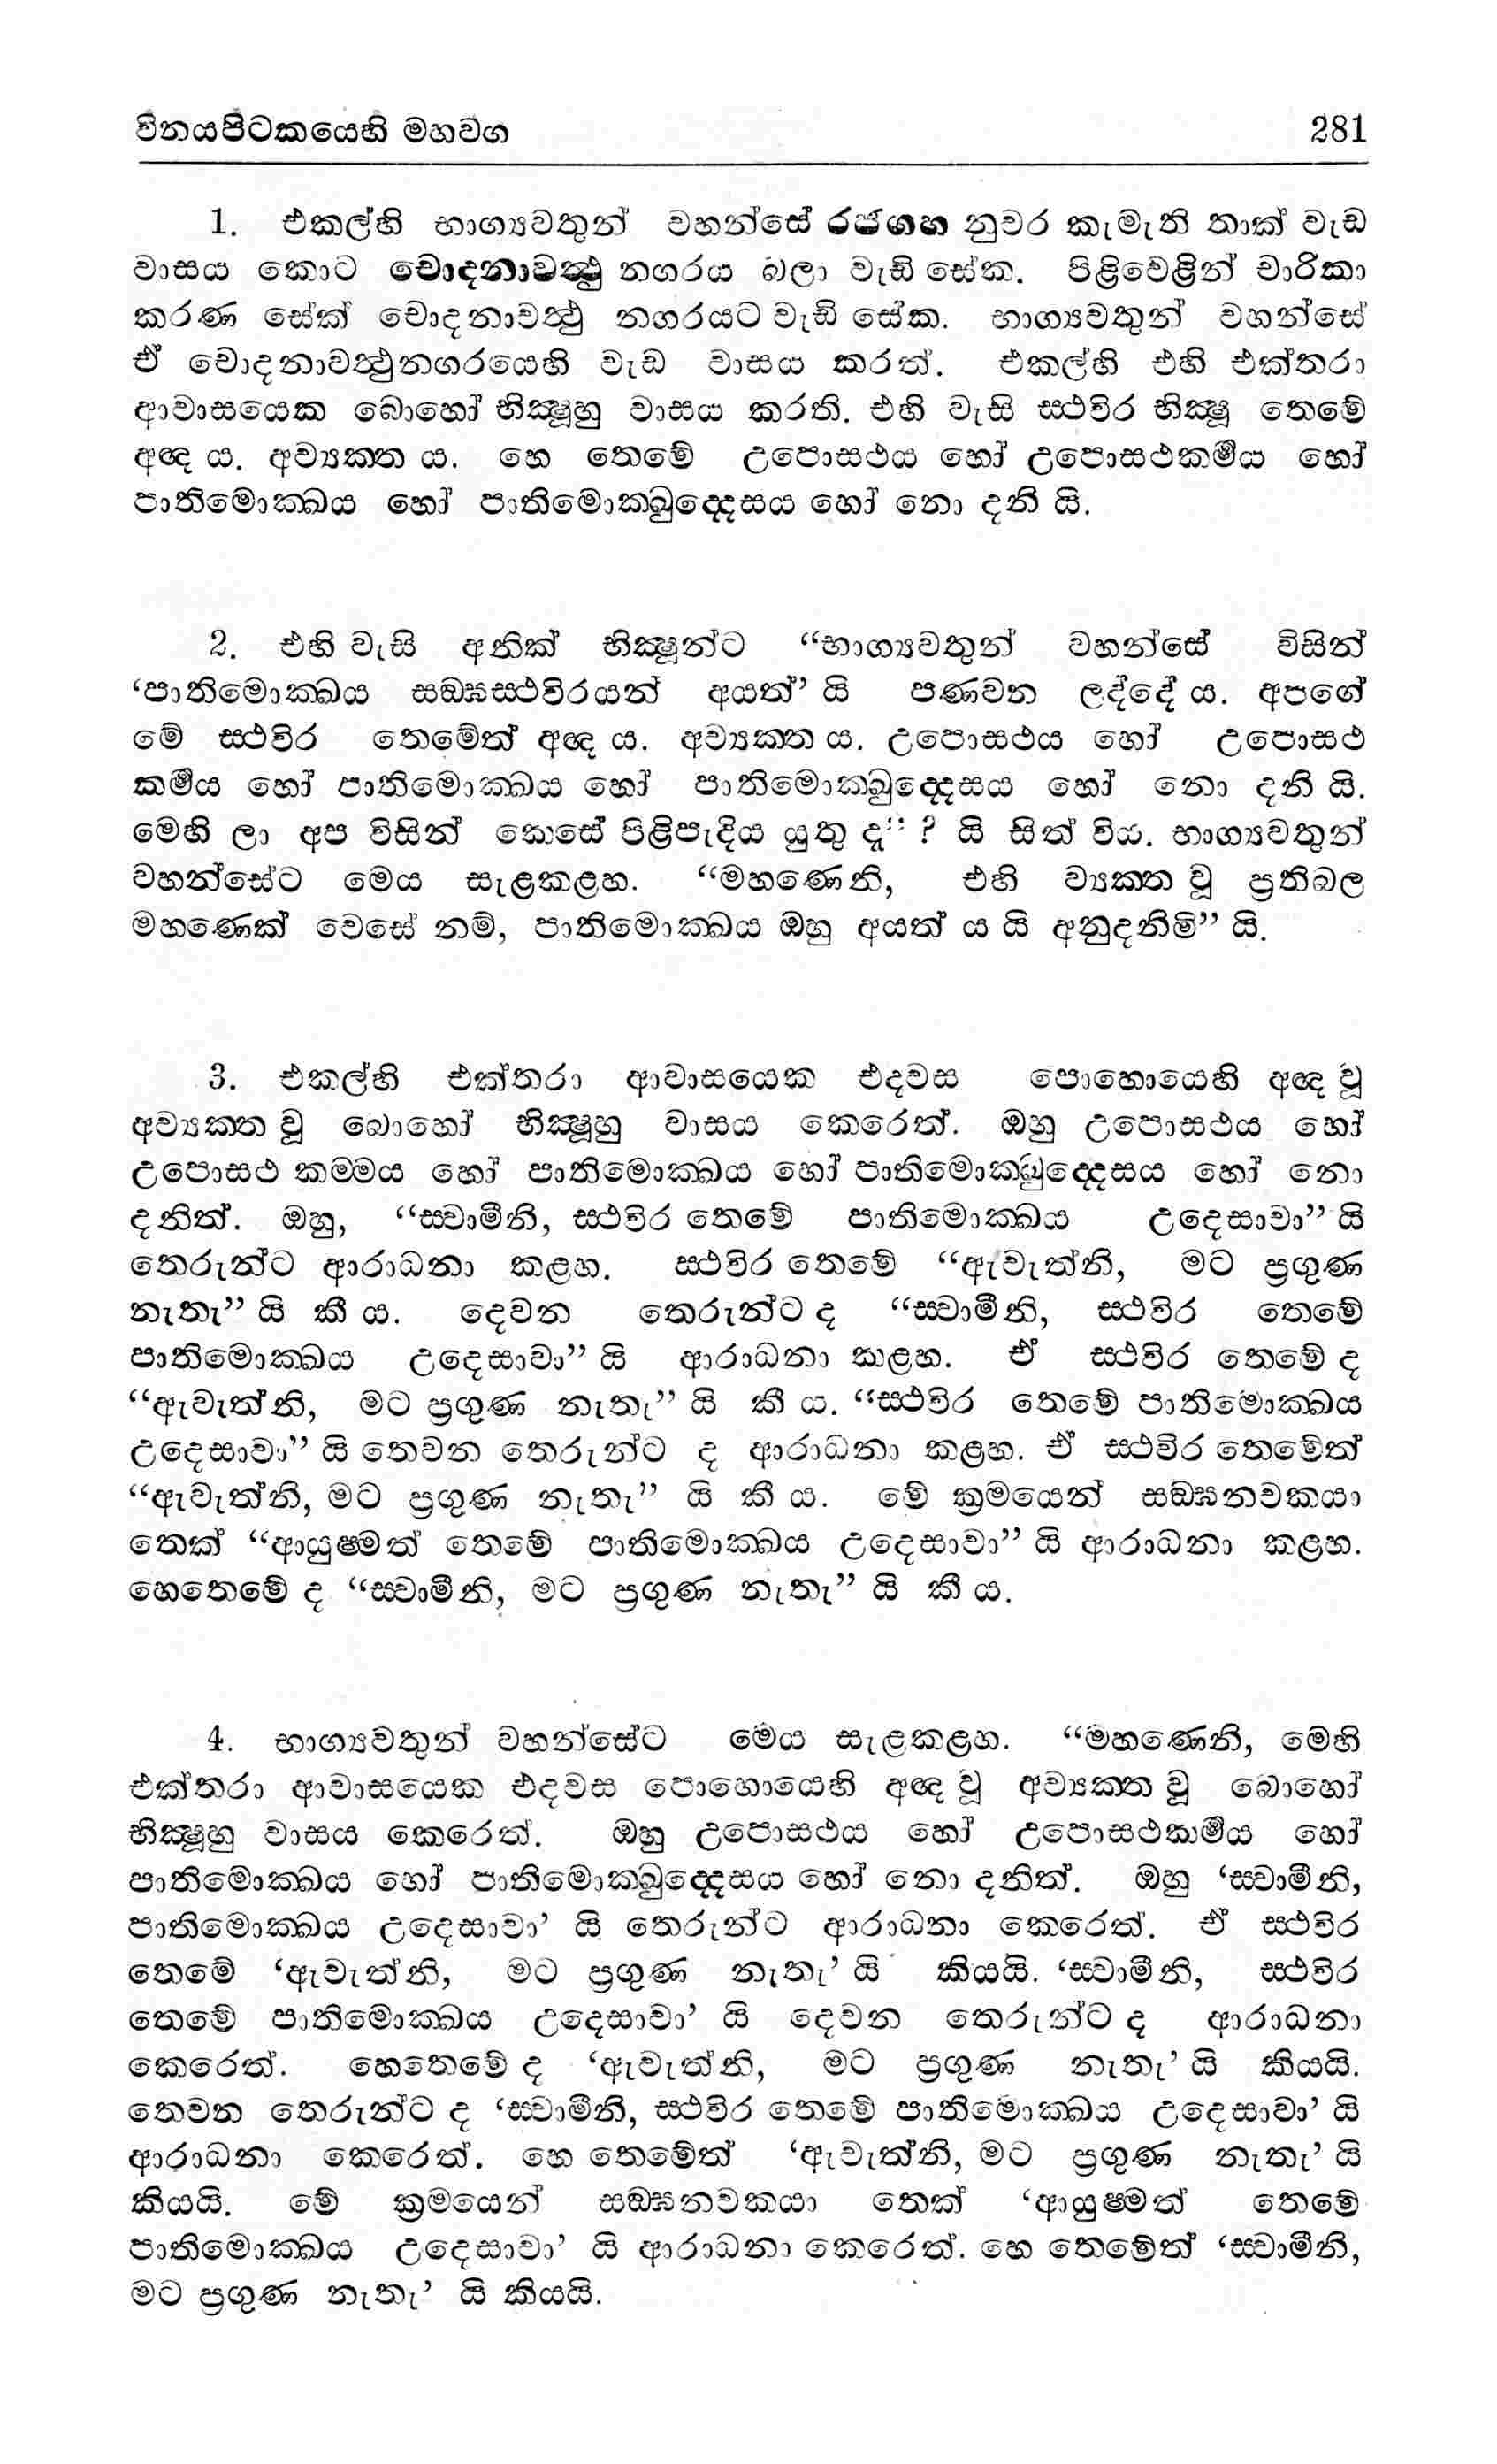 විනයපිටකයෙහි මහවග 281
1. එකල්හි භාග්‍යවතුන් වහන්සේ රජගහ නුවර කැමැති තාක් වැඩ
වාසය කොට චොදනාවත්‍ථු නගරය බලා වැඩි සේක. පිළිවෙළින් චාරිකා
කරණ සේක් චොදනාවත්‍ථු නගරයට වැඩි සේක. භාග්‍යවතුන් වහන්සේ
ඒ චොදනාවත්‍ථුනගරයෙහි වැඩ වාසය කරත්. එකල්හි එහි එක්තරා
ආවාසයෙක බොහෝ භික්‍ෂූහු වාසය කරති. එහි වැසි ස්‍ථවිර භික්‍ෂූ තෙමේ
අඥ ය. අව්‍යක්ත ය. හෙ තෙමේ උපොසථය හෝ උපොසථකර්‍මය හෝ
පාතිමොක්‍ඛය හෝ පාතිමොක්‍ඛුද්දෙසය හෝ නො දනී යි.
2. එහි වැසි අනික් භික්‍ෂූන්ට “භාග්‍යවතුන් වහන්සේ විසින්
‘පාතිමොක්‍ඛය සඞ්ඝස්‍ථවිරයන් අයත්’ යි පණවන ලද්දේ ය. අපගේ
මේ ස්‍ථවිර තෙමේත් අඥ ය. අව්‍යක්ත ය. උපොසථය හෝ උපොසථ
කර්‍මය හෝ පාතිමොක්‍ඛය හෝ පාතිමොක්‍ඛුද්දෙසය හෝ නො දනී යි.
මෙහි ලා අප විසින් කෙසේ පිළිපැදිය යුතු දැ” ? යි සිත් විය. භාග්‍යවතුන්
වහන්සේට මෙය සැළකළහ. “මහණෙනි, එහි ව්‍යක්ත වූ ප්‍රතිබල
මහණෙක් වෙසේ නම්, පාතිමොක්‍ඛය ඔහු අයත් ය යි අනුදනිමි” යි.
3. එකල්හි එක්තරා ආවාසයෙක එදවස පොහොයෙහි අඥ වූ
අව්‍යක්ත වූ බොහෝ භික්‍ෂූහු වාසය කෙරෙත්. ඔහු උපොසථය හෝ
උපොසථ කම්මය හෝ පාතිමොක්‍ඛය හෝ පාතිමොක්‍ඛුද්දෙසය හෝ නො
දනිත්. ඔහු, “ස්වාමීනි, ස්‍ථවිර තෙමේ පාතිමොක්‍ඛය උදෙසාවා” යි
තෙරුන්ට ආරාධනා කළහ. ස්‍ථවිර තෙමේ “ඇවැත්නි, මට ප්‍රගුණ
නැතැ” යි කී ය. දෙවන තෙරුන්ට ද “ස්වාමීනි, ස්‍ථවිර තෙමේ
පාතිමොක්‍ඛය උදෙසාවා” යි ආරාධනා කළහ. ඒ ස්‍ථවිර තෙමේ ද
“ඇවැත්නි, මට ප්‍රගුණ නැතැ” යි කී ය. “ස්‍ථවිර තෙමේ පාතිමොක්‍ඛය
උදෙසාවා” යි තෙවන තෙරුන්ට ද ආරාධනා කළහ. ඒ ස්‍ථවිර තෙමේත්
“ඇවැත්නි, මට ප්‍රගුණ නැතැ” යි කී ය. මේ ක්‍රමයෙන් සඞ්ඝනවකයා
තෙක් “ආයුෂ්මත් තෙමේ පාතිමොක්‍ඛය උදෙසාවා” යි ආරාධනා කළහ.
හෙතෙමේ ද “ස්වාමීනි, මට ප්‍රගුණ නැතැ” යි කී ය.
4. භාග්‍යවතුන් වහන්සේට මෙය සැළකළහ. “මහණෙනි, මෙහි
එක්තරා ආවාසයෙක එදවස පොහොයෙහි අඥ වූ අව්‍යක්ත වූ බොහෝ
භික්‍ෂූහු වාසය කෙරෙත්. ඔහු උපොසථය හෝ උපොසථකර්‍මය හෝ
පාතිමොක්‍ඛය හෝ පාතිමොක්‍ඛුද්දෙසය හෝ නො දනිත්. ඔහු ‘ස්වාමීනි,
පාතිමොක්‍ඛය උදෙසාවා’ යි තෙරුන්ට ආරාධනා කෙරෙත්. ඒ ස්‍ථවිර
තෙමේ ‘ඇවැත්නි, මට ප්‍රගුණ නැතැ’ යි කියයි. ‘ස්වාමීනි, ස්‍ථවිර
තෙමේ පාතිමොක්‍ඛය උදෙසාවා’ යි දෙවන තෙරුන්ට ද ආරාධනා
කෙරෙත්. හෙතෙමේ ද ‘ඇවැත්නි, මට ප්‍රගුණ නැතැ’ යි කියයි.
තෙවන තෙරුන්ට ද ‘ස්වාමීනි, ස්‍ථවිර තෙමේ පාතිමොක්‍ඛය උදෙසාවා’ යි
ආරාධනා කෙරෙත්. හෙ තෙමේත් ‘ඇවැත්නි, මට ප්‍රගුණ නැතැ’ යි
කියයි. මේ ක්‍රමයෙන් සඞ්ඝනවකයා තෙක් ‘ආයුෂ්මත් තෙමේ
පාතිමොක්‍ඛය උදෙසාවා’ යි ආරාධනා කෙරෙත්. හෙ තෙමේත් ‘ස්වාමීනි,
මට ප්‍රගුණ නැතැ’ යි කියයි.